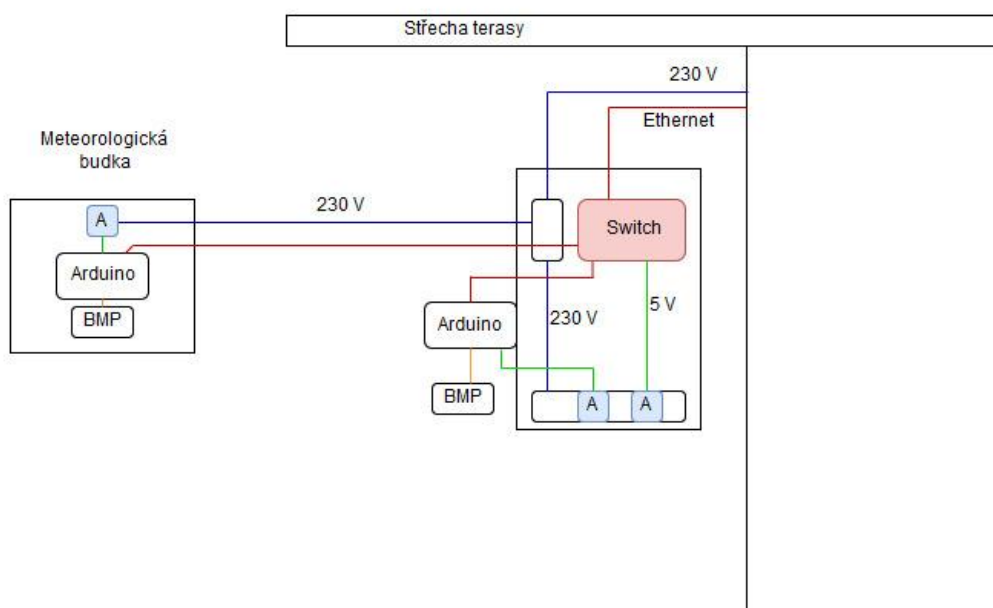 Střecha terasy
230 V
Ethernet
Meteorologická
budka
A
230 V
Switch
Arduino
BMP
Arduino
230 V
5 V
BMP
A
A